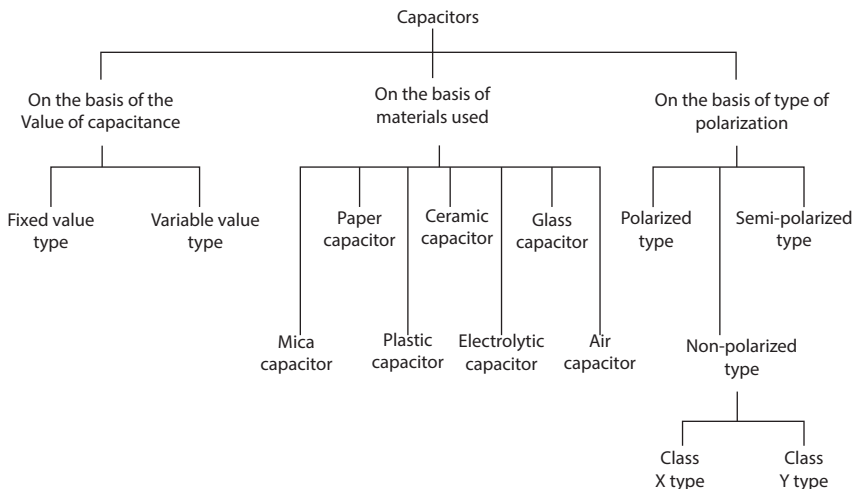 Capacitors
On the basis of the
Value of capacitance
On the basis of
materials used
On the basis of type of
polarization
Fixed value
type
Variable value
type
Paper
capacitor
Ceramic
capacitor
Glass
capacitor
Polarized
type
Semi-polarized
type
Mica
capacitor
Plastic
capacitor
Electrolytic
capacitor
Air
capacitor
Non-polarized
type
Class
X type
Class
Y type